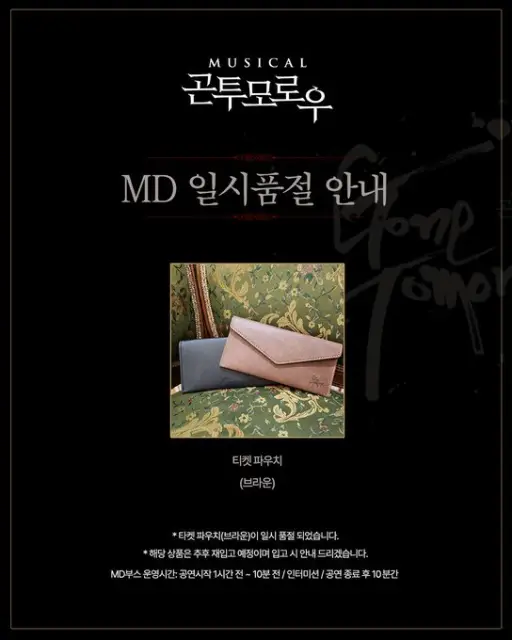 MUSICAL
곤투모로우
MD 일시품절 안내
Gone
Tomor
티켓 파우치
(브라운)
* 티켓 파우치(브라운)이 일시 품절 되었습니다.
* 해당 상품은 추후 재입고 예정이며 입고 시 안내 드리겠습니다.
MD부스 운영시간: 공연시작 1시간 전 ~ 10분 전 / 인터미션 / 공연 종료 후 10분간